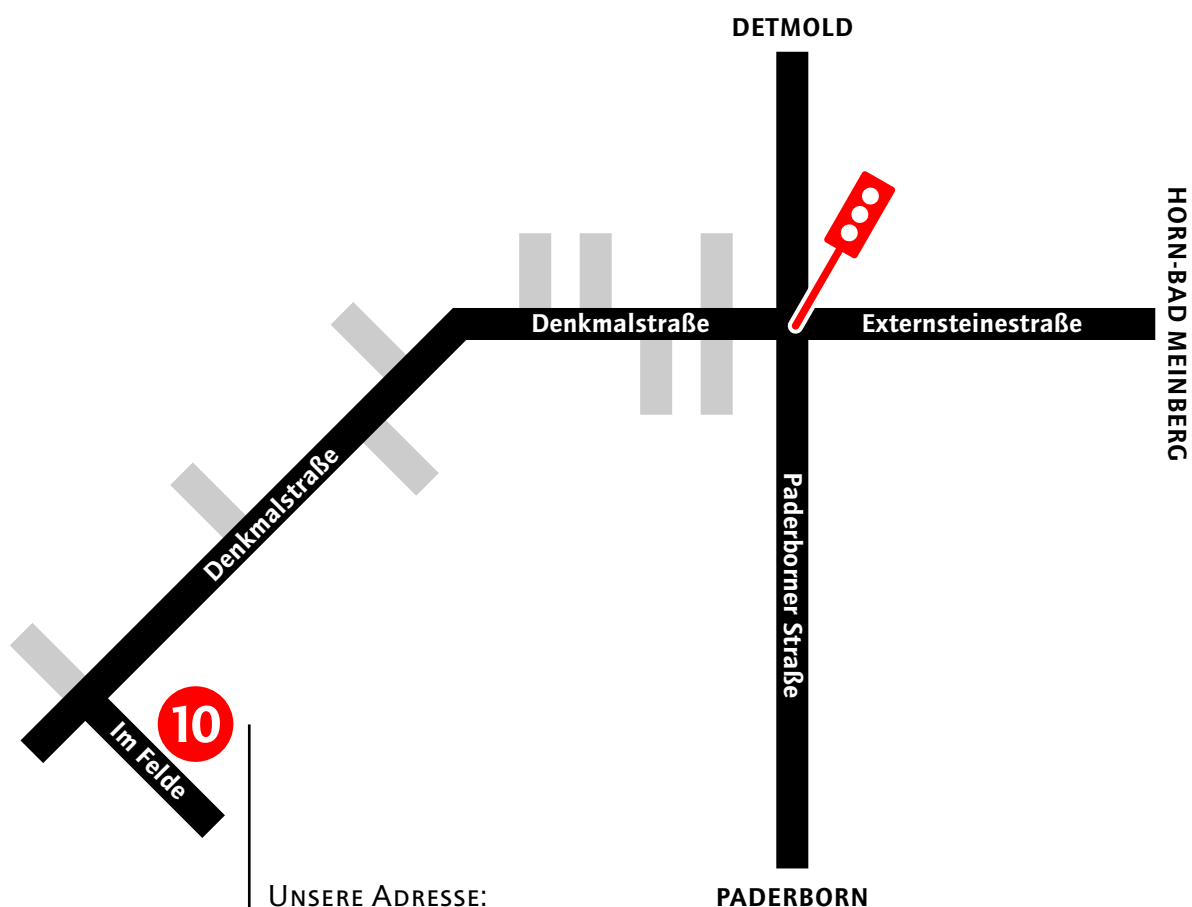 DETMOLD
HORN-BAD MEINBERG
Denkmalstraße
Externsteinestraße
Denkmalstraße
Paderborner Straße
10
Im Felde
UNSERE ADRESSE:
PADERBORN